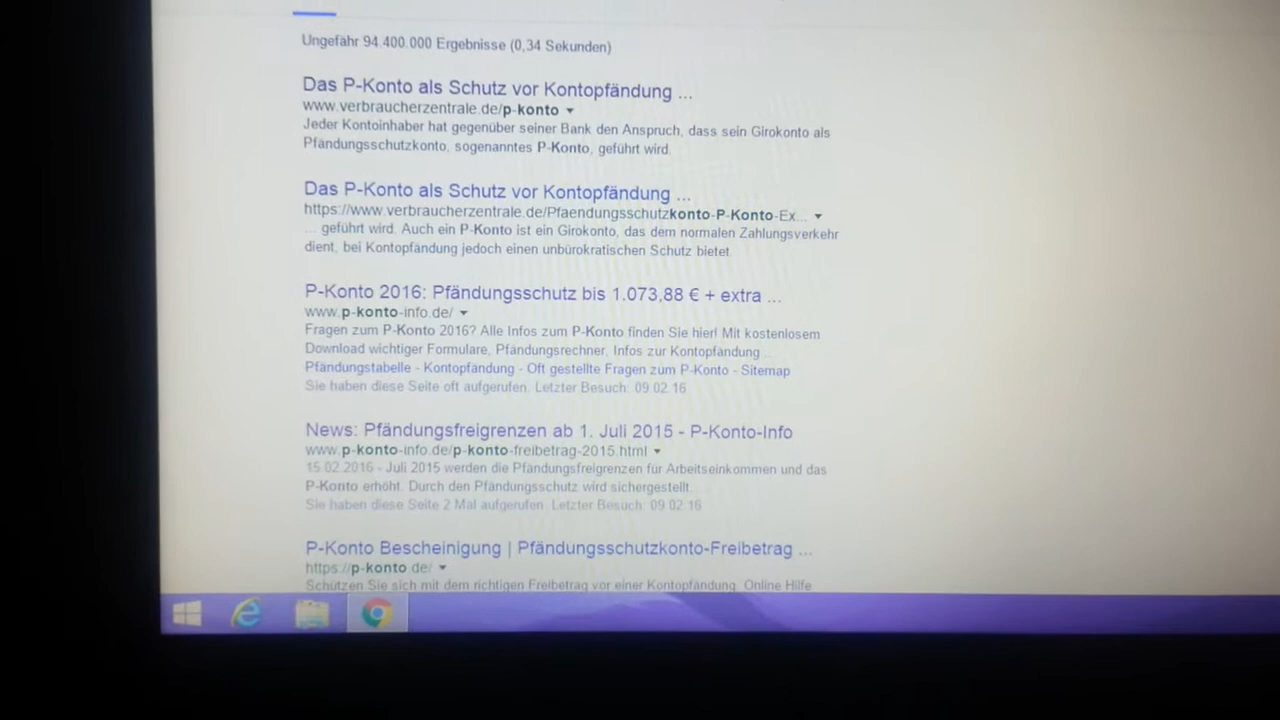 Ungefähr 94.400.000 Ergebnisse (0,34 Sekunden)
Das P-Konto als Schutz vor Kontopfändung ...
www.verbraucherzentrale.de/p-konto
Jeder Kontoinhaber hat gegenüber seiner Bank den Anspruch, dass sein Girokonto als
Pfändungsschutzkonto, sogenanntes P-Konto, geführt wird.
Das P-Konto als Schutz vor Kontopfändung ...
https://www.verbraucherzentrale.de/Pfaendungsschutzkonto-P-Konto-Ex...
... geführt wird. Auch ein P-Konto ist ein Girokonto, das dem normalen Zahlungsverkehr
dient, bei Kontopfändung jedoch einen unbürokratischen Schutz bietet.
P-Konto 2016: Pfändungsschutz bis 1.073,88 € + extra ...
www.p-konto-info.de/
Fragen zum P-Konto 2016? Alle Infos zum P-Konto finden Sie hier! Mit kostenlosem
Download wichtiger Formulare, Pfändungsrechner, Infos zur Kontopfändung ...
Pfändungstabelle - Kontopfändung - Oft gestellte Fragen zum P-Konto - Sitemap
Sie haben diese Seite oft aufgerufen. Letzter Besuch: 09.02.16
News: Pfändungsfreigrenzen ab 1. Juli 2015 - P-Konto-Info
www.p-konto-info.de/p-konto-freibetrag-2015.html
15.02.2016 - Juli 2015 werden die Pfändungsfreigrenzen für Arbeitseinkommen und das
P-Konto erhöht. Durch den Pfändungsschutz wird sichergestellt.
Sie haben diese Seite 2 Mal aufgerufen. Letzter Besuch: 09.02.16
P-Konto Bescheinigung | Pfändungsschutzkonto-Freibetrag ...
https://p-konto.de/
Schützen Sie sich mit dem richtigen Freibetrag vor einer Kontopfändung. Online Hilfe